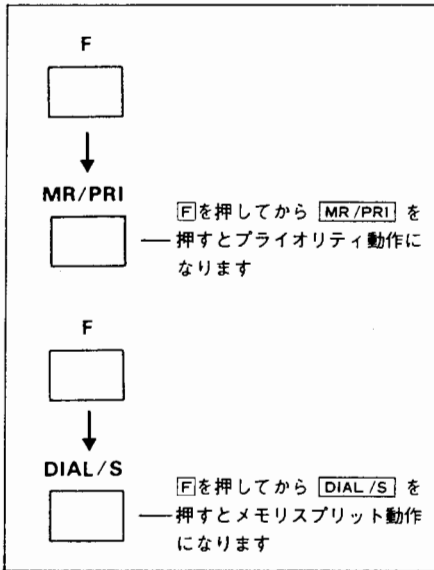 F
MR/PRI
Fを押してから MR/PRI を
押すとプライオリティ動作に
なります
F
DIAL/S
Fを押してから DIAL/S を
押すとメモリスプリット動作
になります